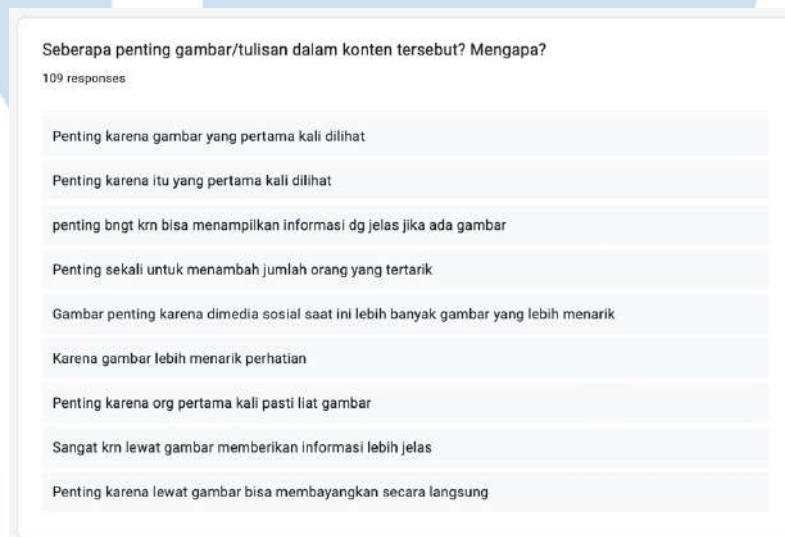 Seberapa penting gambar/tulisan dalam konten tersebut? Mengapa?
109 responses
Penting karena gambar yang pertama kali dilihat
Penting karena itu yang pertama kali dilihat
penting bngt krn bisa menampilkan informasi dg jelas jika ada gambar
Penting sekali untuk menambah jumlah orang yang tertarik
Gambar penting karena dimedia sosial saat ini lebih banyak gambar yang lebih menarik
Karena gambar lebih menarik perhatian
Penting karena org pertama kali pasti liat gambar
Sangat krn lewat gambar memberikan informasi lebih jelas
Penting karena lewat gambar bisa membayangkan secara langsung